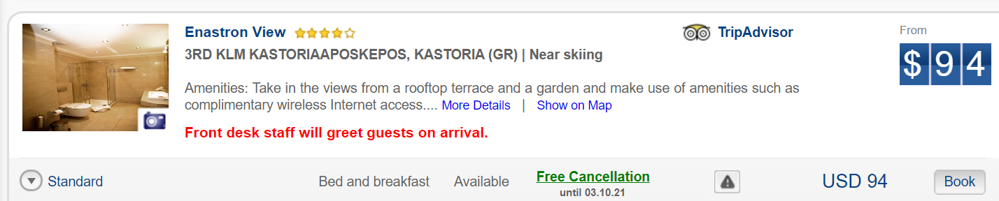 Enastron View
TripAdvisor
From
$94
3RD KLM KASTORIAAPOSKEPOS, KASTORIA (GR) | Near skiing
Amenities: Take in the views from a rooftop terrace and a garden and make use of amenities such as
complimentary wireless Internet access.... More Details | Show on Map
Front desk staff will greet guests on arrival.
Standard
Bed and breakfast
Available
Free Cancellation
until 03.10.21
USD 94
Book